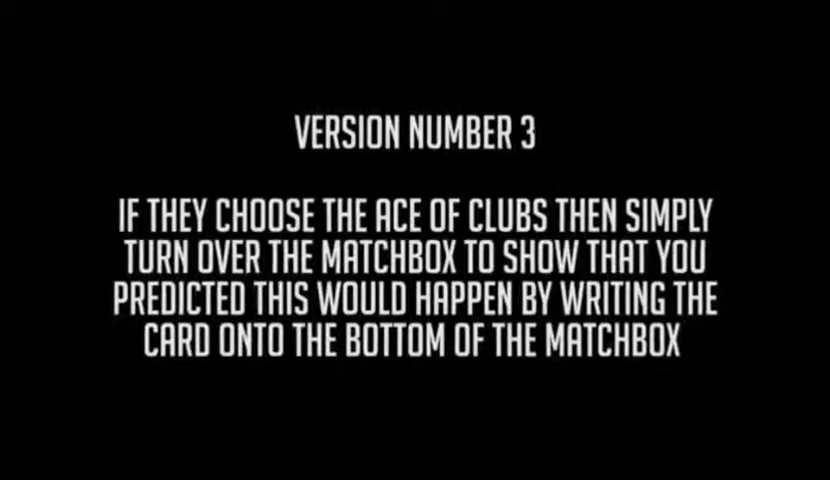 VERSION NUMBER 3
IF THEY CHOOSE THE ACE OF CLUBS THEN SIMPLY
TURN OVER THE MATCHBOX TO SHOW THAT YOU
PREDICTED THIS WOULD HAPPEN BY WRITING THE
CARD ONTO THE BOTTOM OF THE MATCHBOX